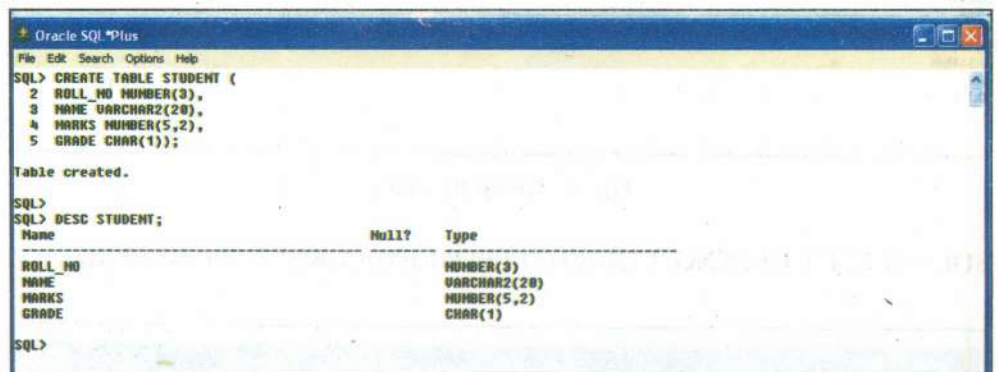 Oracle SQL*Plus
File Edit Search Options Help
SQL> CREATE TABLE STUDENT (
2 ROLL_NO NUMBER(3),
3 NAME VARCHAR2(20),
4 MARKS NUMBER(5,2),
5 GRADE CHAR(1));
Table created.
SQL>
SQL> DESC STUDENT;
Name Null? Type
ROLL_NO NUMBER(3)
NAME VARCHAR2(20)
MARKS NUMBER(5,2)
GRADE CHAR(1)
SQL>